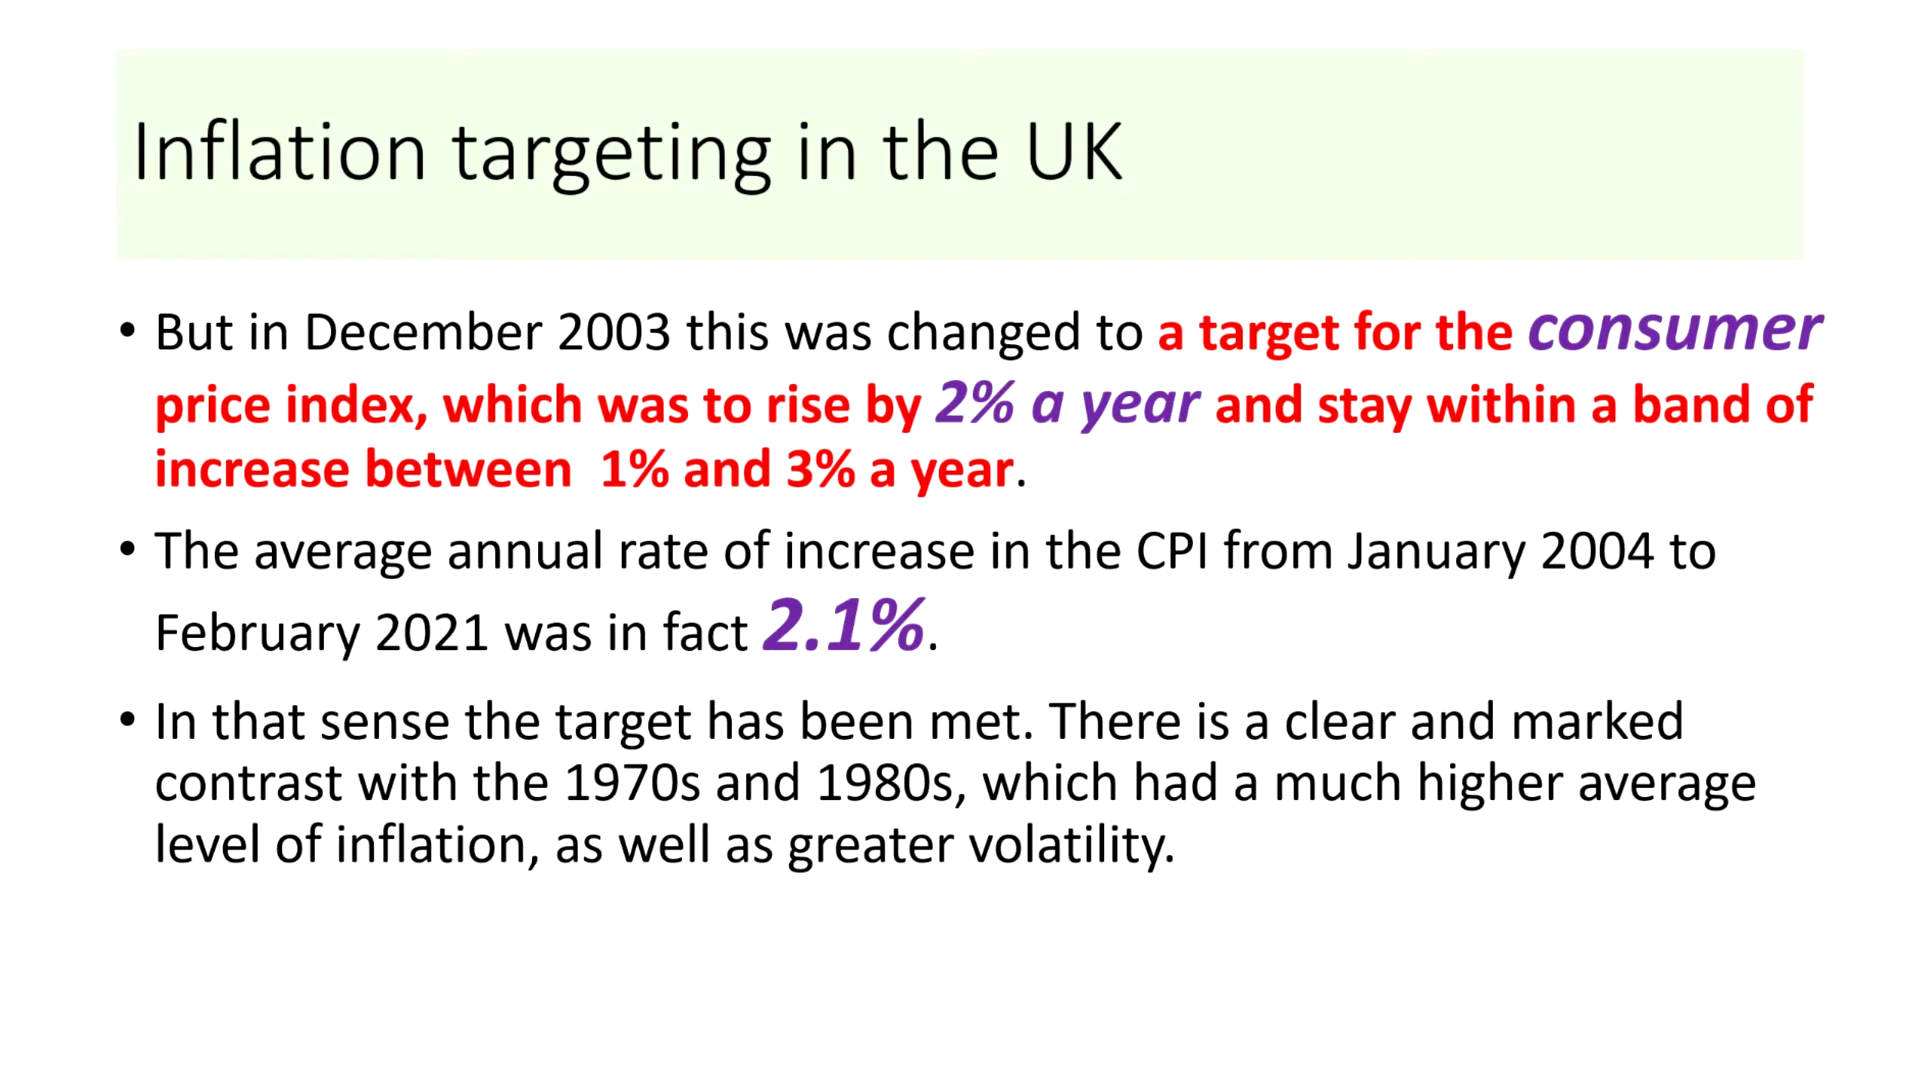 Inflation targeting in the UK
• But in December 2003 this was changed to a target for the consumer
price index, which was to rise by 2% a year and stay within a band of
increase between  1% and 3% a year.
• The average annual rate of increase in the CPI from January 2004 to
February 2021 was in fact 2.1%.
• In that sense the target has been met. There is a clear and marked
contrast with the 1970s and 1980s, which had a much higher average
level of inflation, as well as greater volatility.